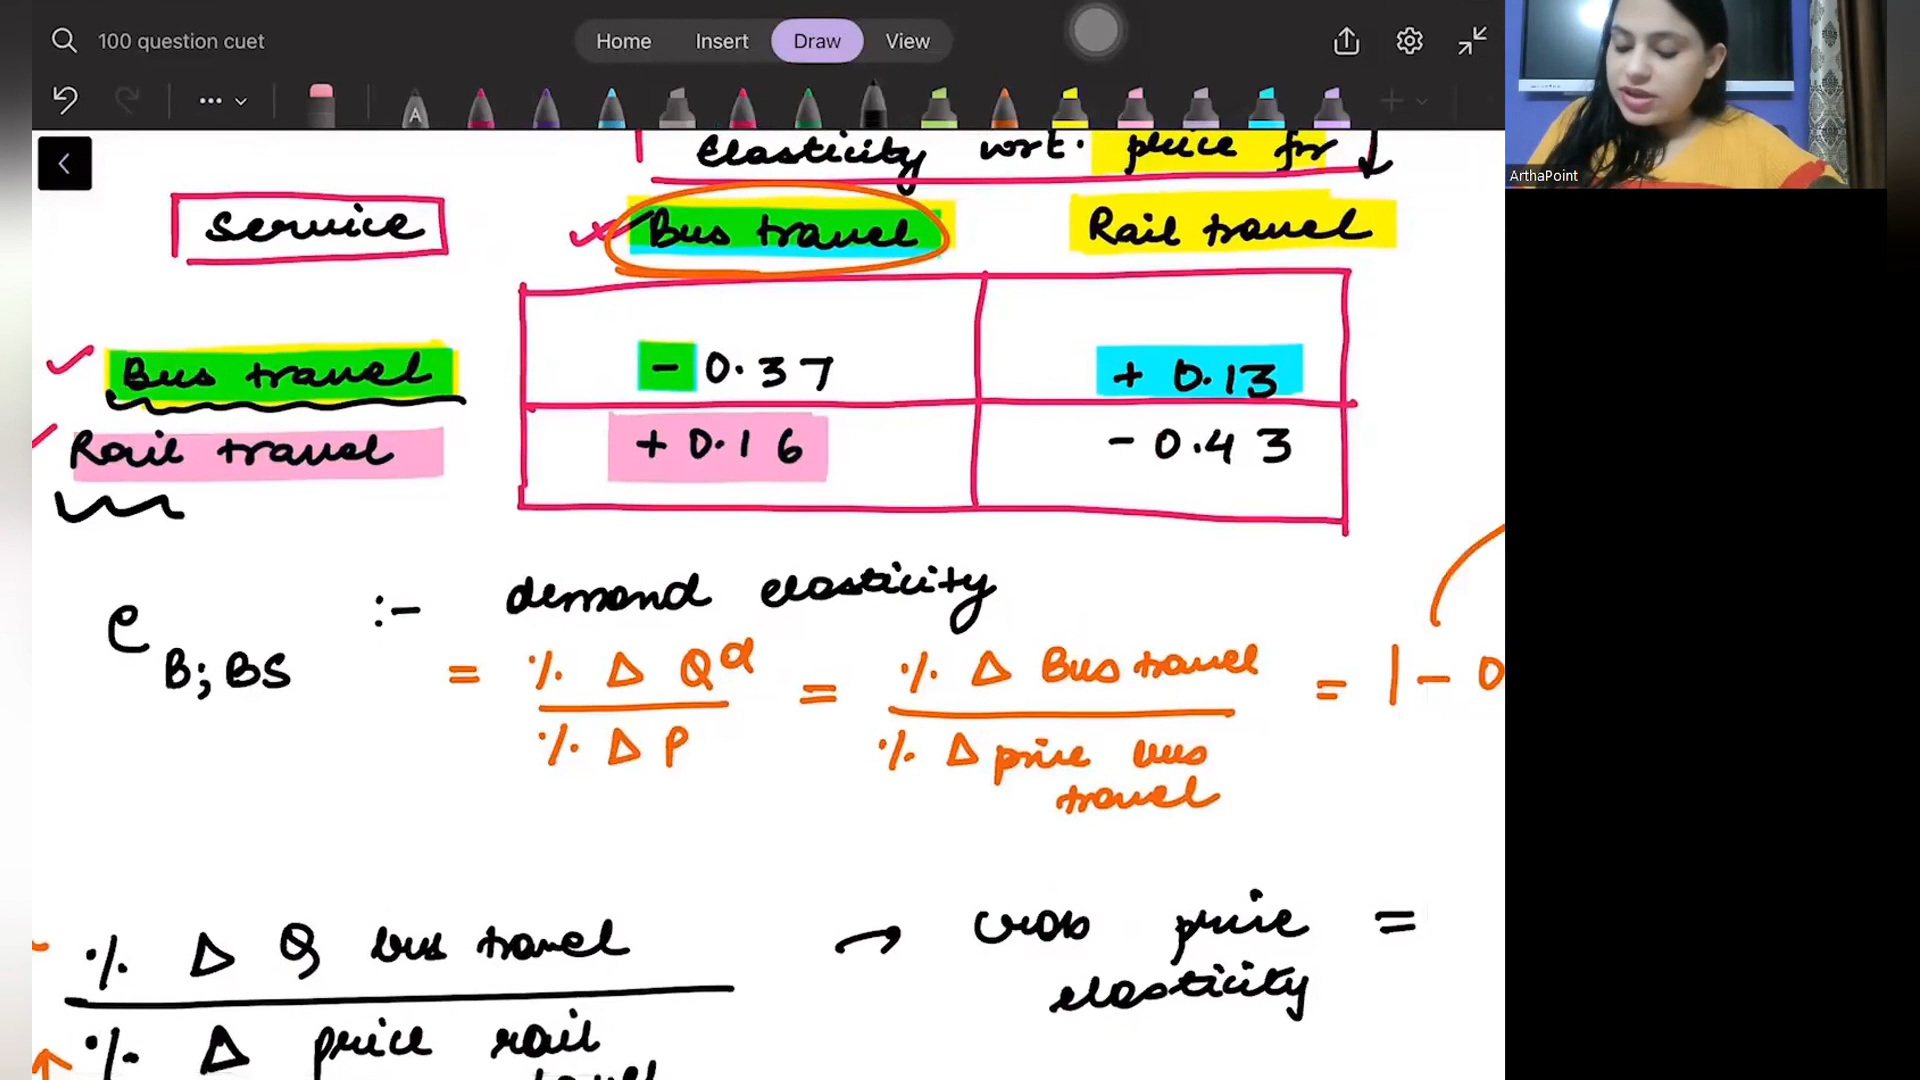 100 question cuet
Home Insert Draw View
A
ArthaPoint
Elasticity wrt. price for ↓
Service Bus travel Rail travel
Bus travel - 0.37 + 0.13
Rail travel + 0.16 - 0.43
e B; BS :- demand elasticity
= % Δ Qd / % Δ P = % Δ Bus travel / % Δ price bus travel = |- 0
% Δ Q bus travel → cross price =
elasticity
% Δ price rail
travel